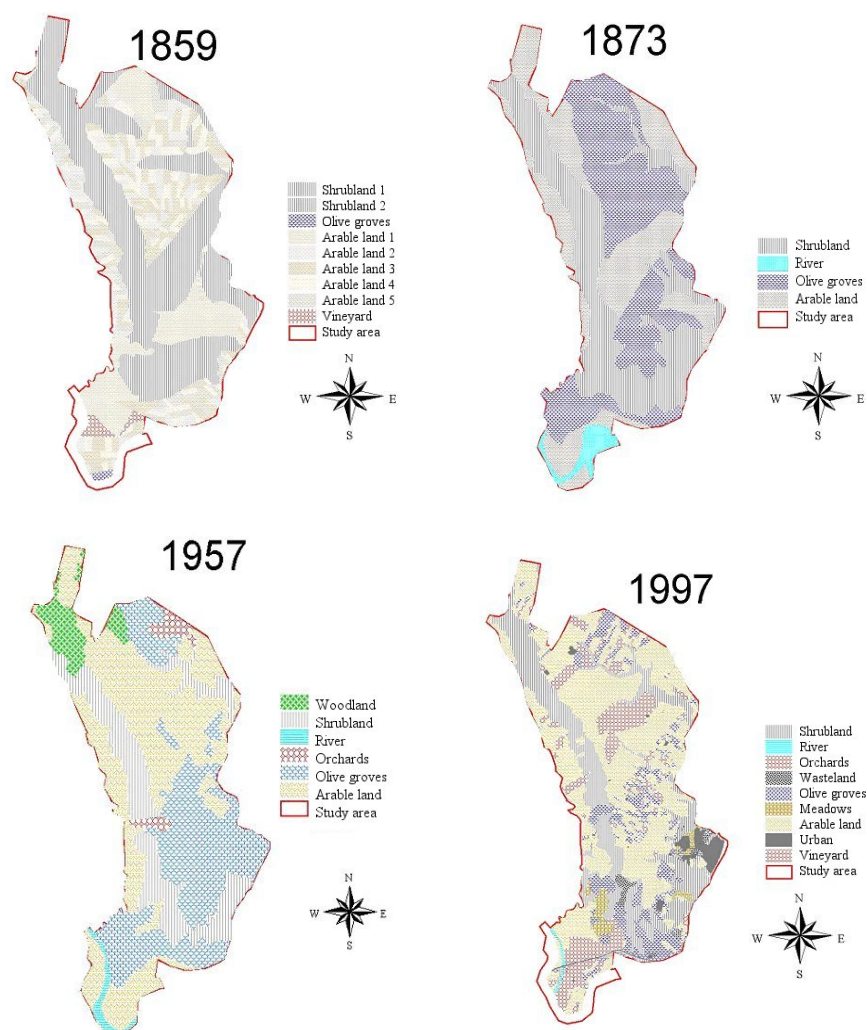 1859
Shrubland 1
Shrubland 2
Olive groves
Arable land 1
Arable land 2
Arable land 3
Arable land 4
Arable land 5
Vineyard
Study area
N
W E
S
1873
Shrubland
River
Olive groves
Arable land
Study area
N
W E
S
1957
Woodland
Shrubland
River
Orchards
Olive groves
Arable land
Study area
N
W E
S
1997
Shrubland
River
Orchards
Wasteland
Olive groves
Meadows
Arable land
Urban
Vineyard
Study area
N
W E
S